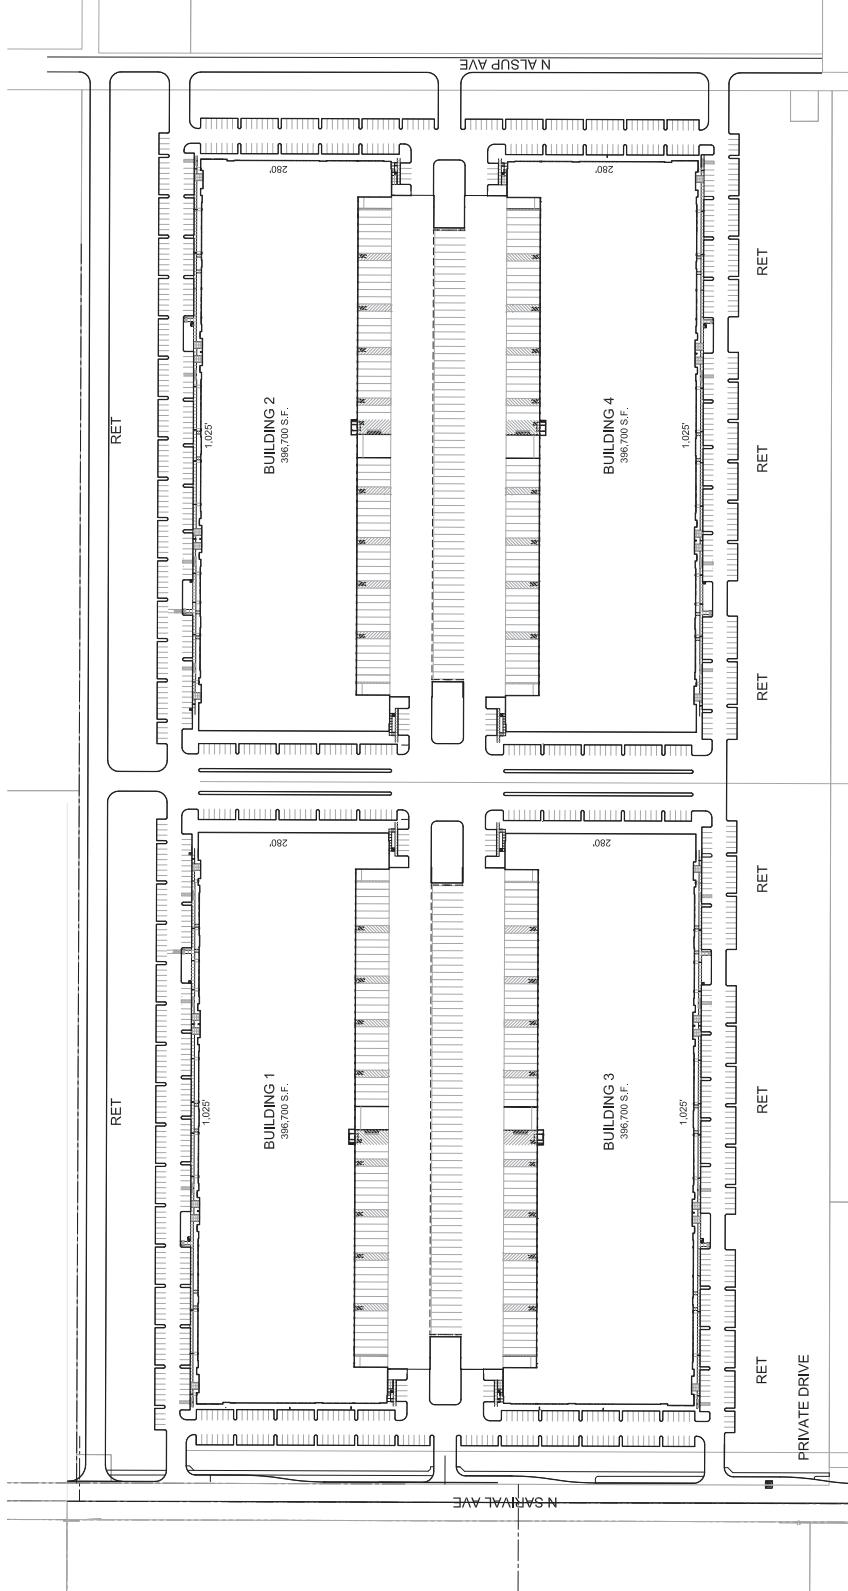 N ALSUP AVE
280'
280'
RET
RET
BUILDING 2
396,700 S.F.
1,025'
BUILDING 4
396,700 S.F.
1,025'
RET
RET
280'
280'
RET
BUILDING 1
396,700 S.F.
1,025'
BUILDING 3
396,700 S.F.
1,025'
RET
RET
RET
PRIVATE DRIVE
N SARIVAL AVE